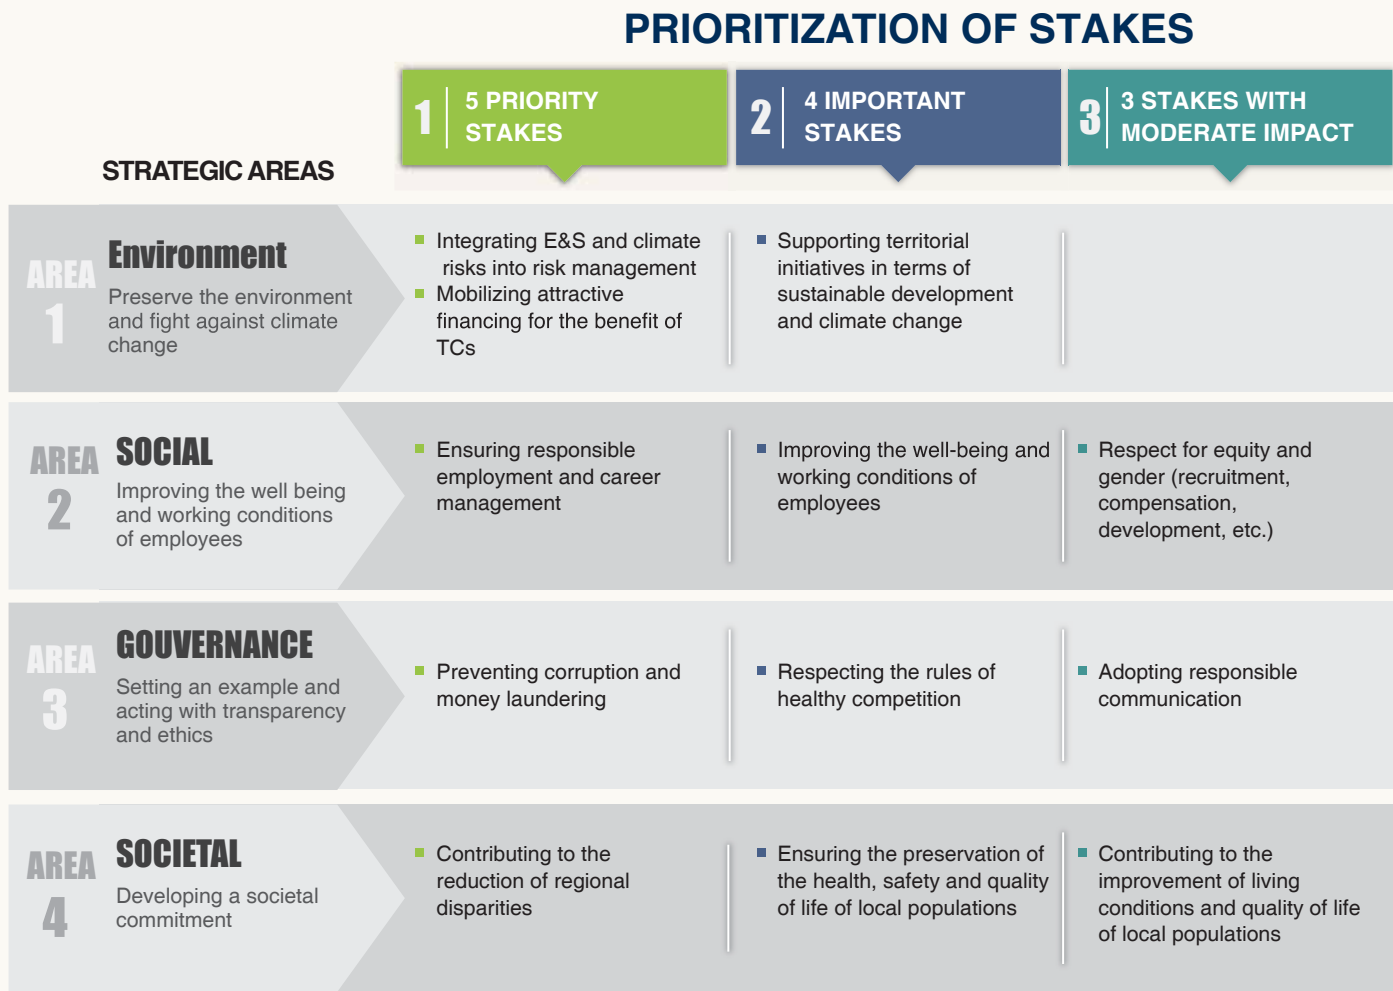 PRIORITIZATION OF STAKES
1
5 PRIORITY
STAKES
2
4 IMPORTANT
STAKES
3
3 STAKES WITH
MODERATE IMPACT
STRATEGIC AREAS
AREA
1
Environment
Preserve the environment
and fight against climate
change
Integrating E&S and climate
risks into risk management
Mobilizing attractive
financing for the benefit of
TCs
Supporting territorial
initiatives in terms of
sustainable development
and climate change
AREA
2
SOCIAL
Improving the well being
and working conditions
of employees
Ensuring responsible
employment and career
management
Improving the well-being and
working conditions of
employees
Respect for equity and
gender (recruitment,
compensation,
development, etc.)
AREA
3
GOUVERNANCE
Setting an example and
acting with transparency
and ethics
Preventing corruption and
money laundering
Respecting the rules of
healthy competition
Adopting responsible
communication
AREA
4
SOCIETAL
Developing a societal
commitment
Contributing to the
reduction of regional
disparities
Ensuring the preservation of
the health, safety and quality
of life of local populations
Contributing to the
improvement of living
conditions and quality of life
of local populations